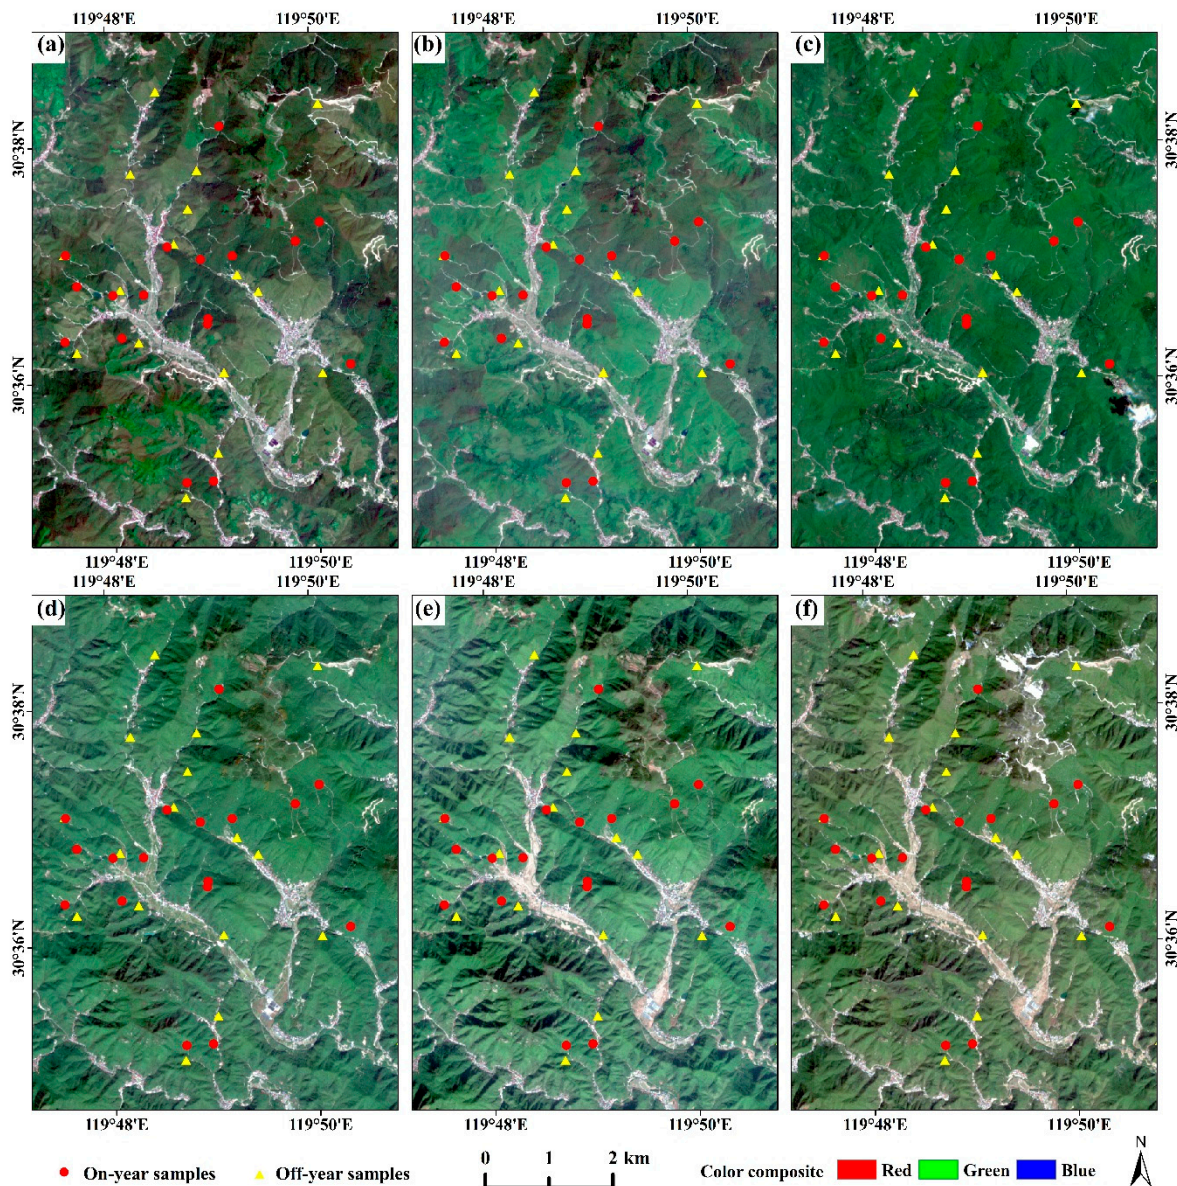 119°48'E 119°50'E 119°48'E 119°50'E 119°48'E 119°50'E
(a) (b) (c)
30°38'N 30°38'N
30°36'N 30°36'N
119°48'E 119°50'E 119°48'E 119°50'E 119°48'E 119°50'E
119°48'E 119°50'E 119°48'E 119°50'E 119°48'E 119°50'E
(d) (e) (f)
30°38'N 30°38'N
30°36'N 30°36'N
119°48'E 119°50'E 119°48'E 119°50'E 119°48'E 119°50'E
N
0 1 2 km
On-year samples Off-year samples Color composite Red Green Blue